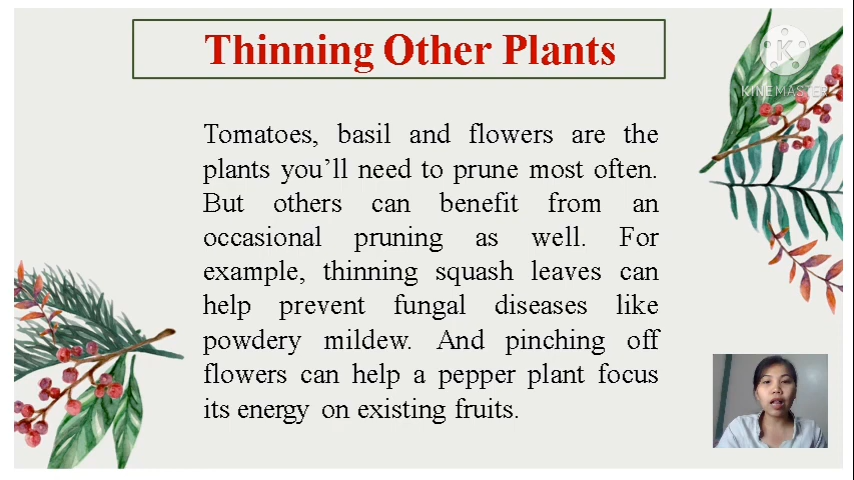 Thinning Other Plants
K
KINEMASTER
Tomatoes, basil and flowers are the
plants you’ll need to prune most often.
But others can benefit from an
occasional pruning as well. For
example, thinning squash leaves can
help prevent fungal diseases like
powdery mildew. And pinching off
flowers can help a pepper plant focus
its energy on existing fruits.